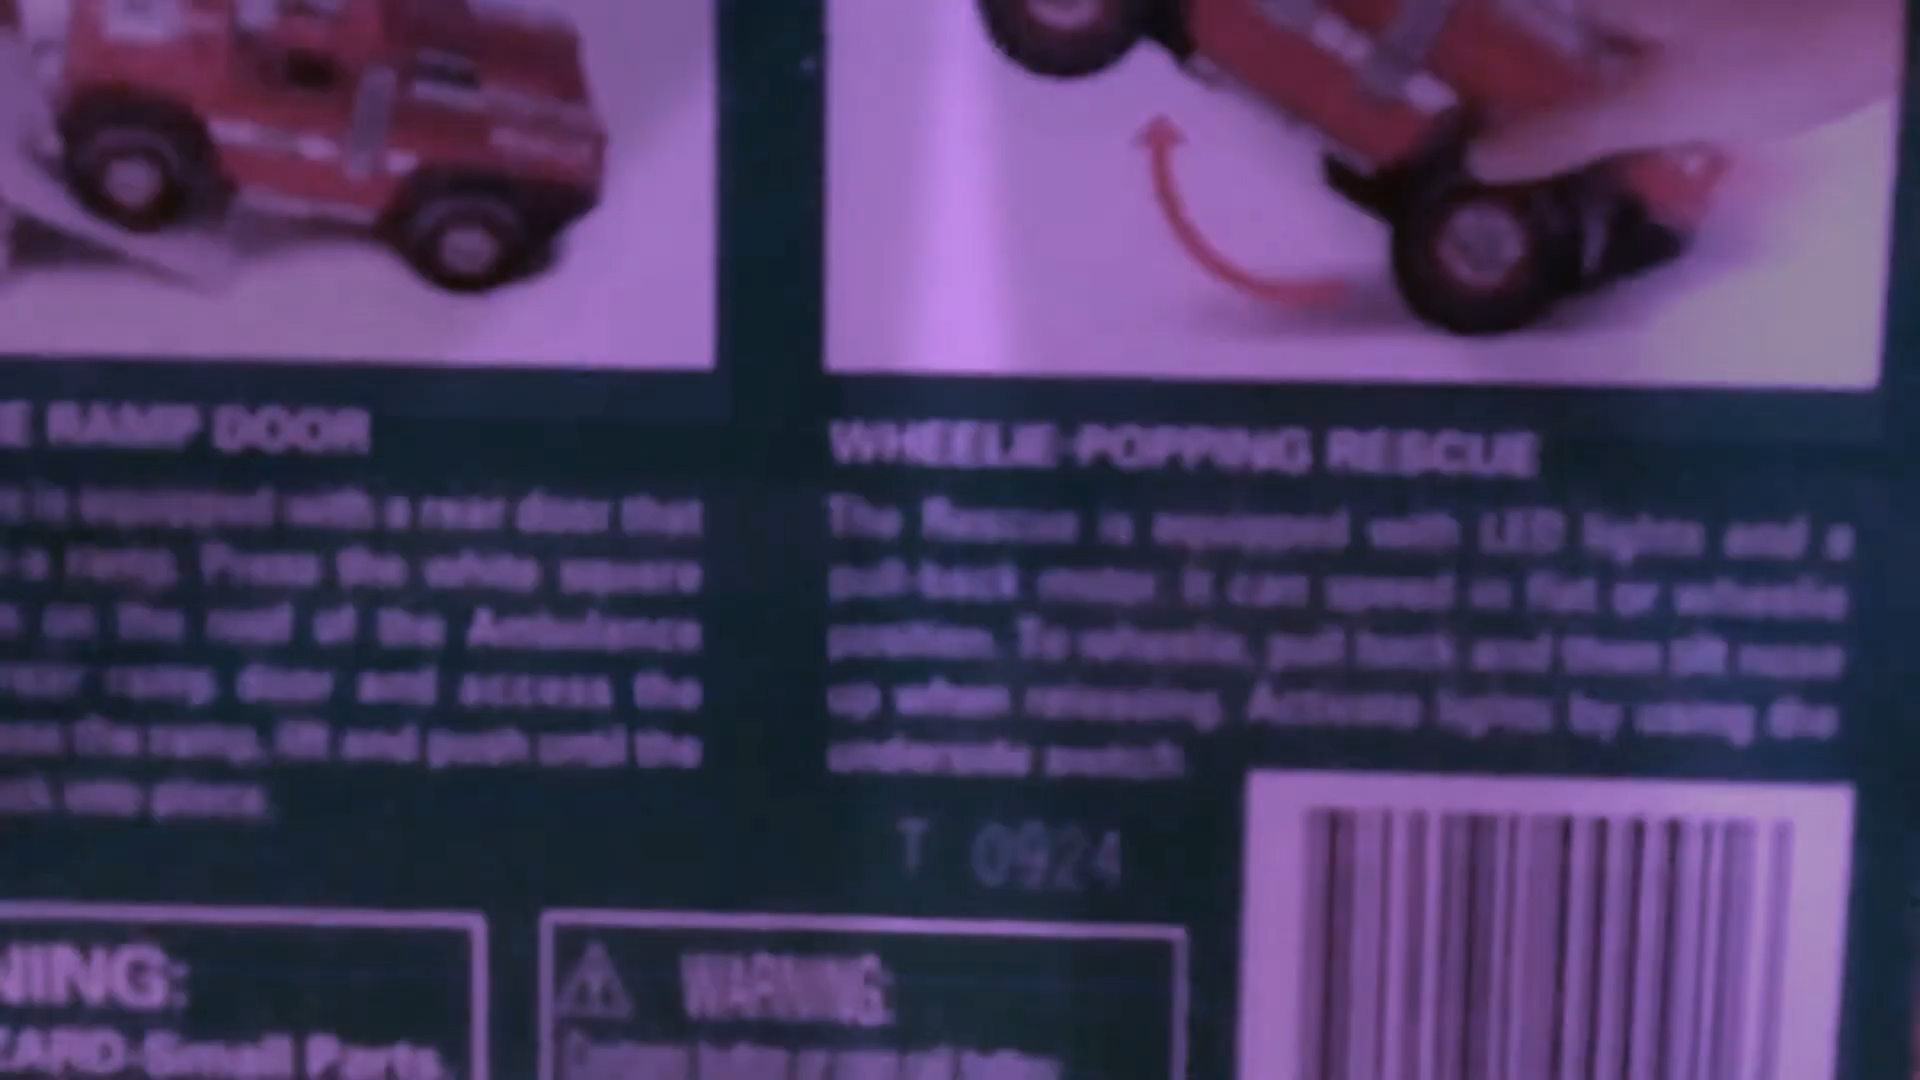 E RAMP DOOR
is equipped with a rear door that
a ramp. Press the white square
on the roof of the Ambulance
rear ramp door and access the
the ramp, lift and push until the
into place.
WHEELIE-POPPING RESCUE
The Rescue is equipped with LED lights and a
pull-back motor. It can speed in flat or wheelie
position. To wheelie, pull back and then tilt nose
up when releasing. Activate lights by using the
underside switch.
T 0924
NING:
ZARD-Small Parts.
WARNING: